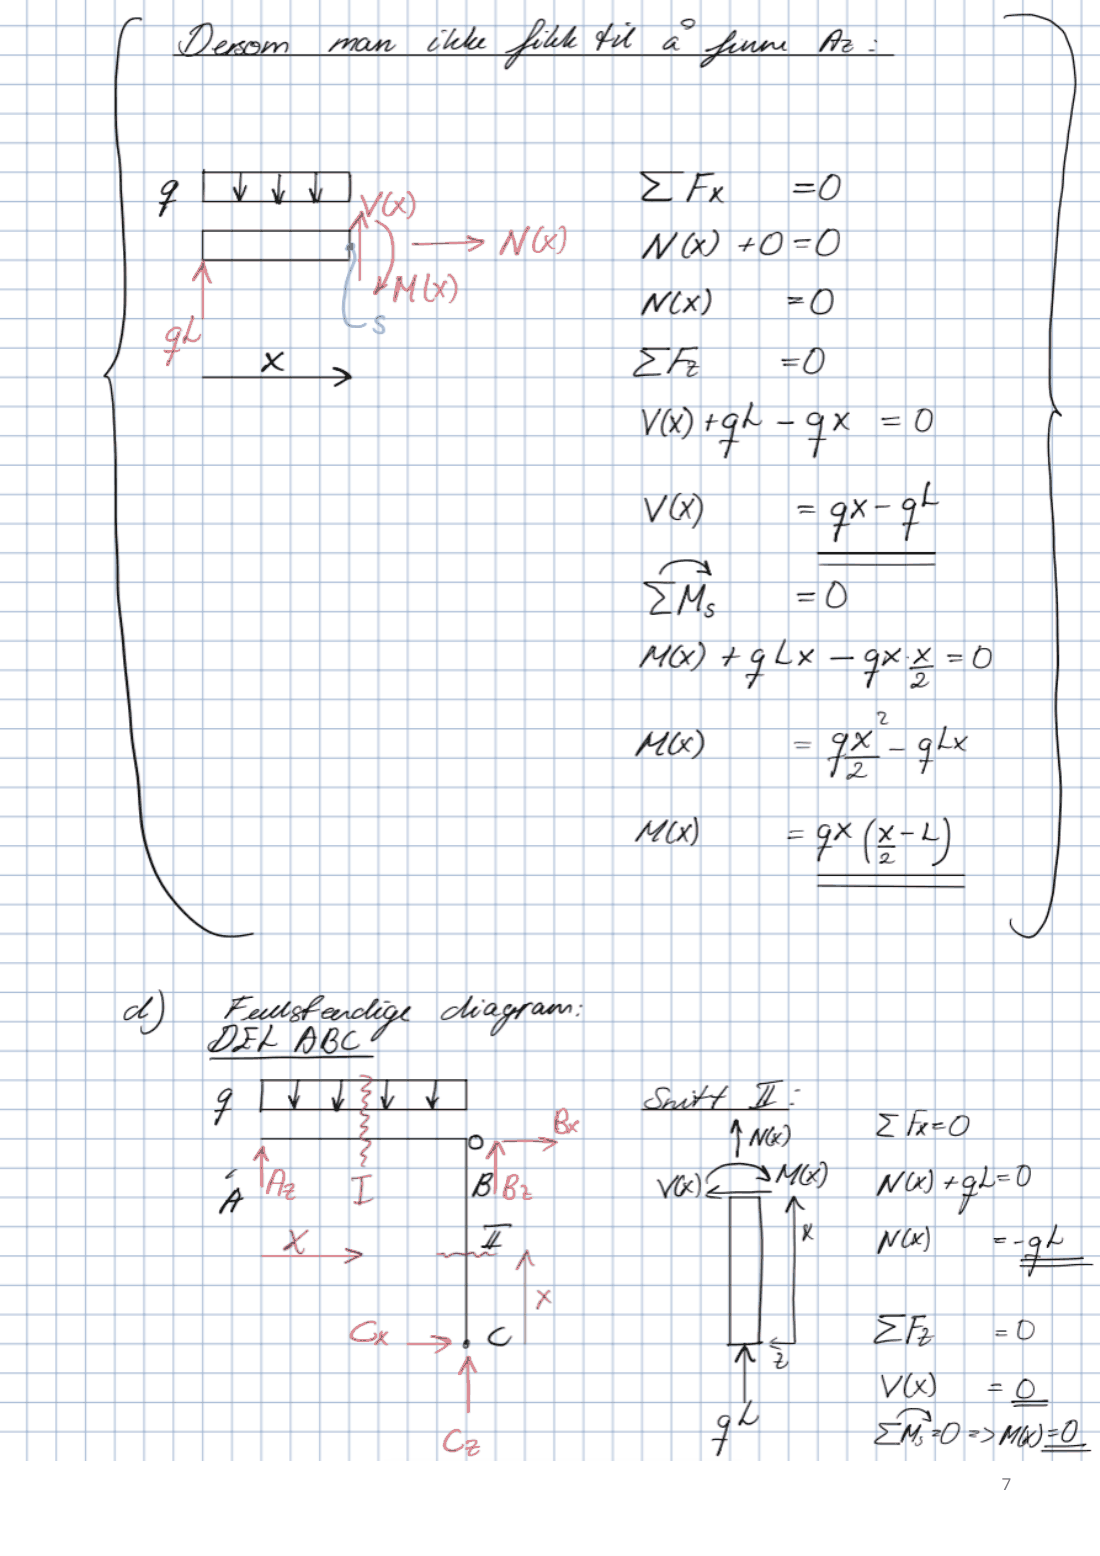 Dersom man ikke fikk til å finne Az:
q
V(x)
N(x)
M(x)
s
qL
x
ΣFx = 0
N(x) + 0 = 0
N(x) = 0
ΣFz = 0
V(x) + qL - qx = 0
V(x) = qx - qL
ΣMs = 0
M(x) + qLx - qx · x/2 = 0
M(x) = qx²/2 - qLx
M(x) = qx (x/2 - L)
d) Fullstendige diagram:
DEL ABC
q
Bx
A
Az
I
B
Bz
x
II
x
Cx
C
Cz
Snitt II:
N(x)
V(x)
M(x)
x
z
qL
ΣFx = 0
N(x) + qL = 0
N(x) = -qL
ΣFz = 0
V(x) = 0
ΣMs = 0 => M(x) = 0
7